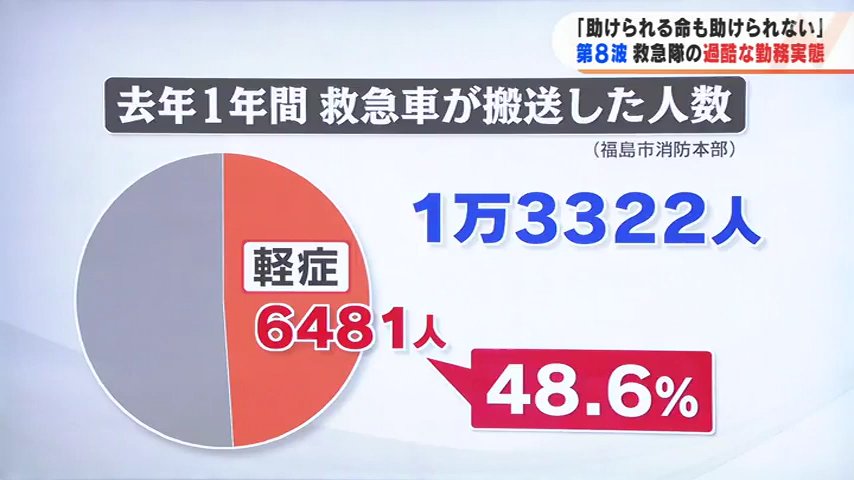 「助けられる命も助けられない」
第8波 救急隊の過酷な勤務実態
去年1年間 救急車が搬送した人数
（福島市消防本部）
1万3322人
軽症
6481人
48.6%